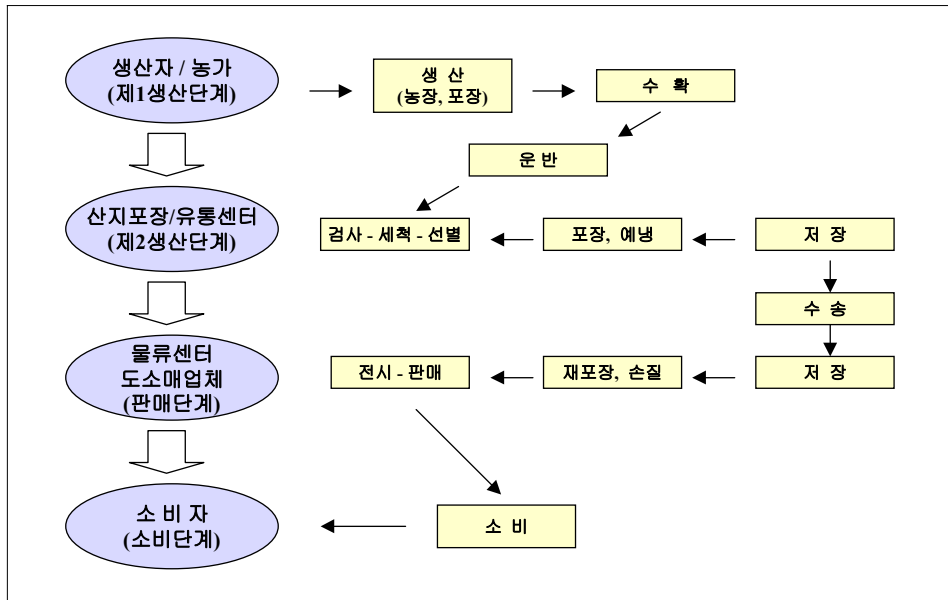 생산자 / 농가
(제1생산단계)
생 산
(농장, 포장)
수 확
운 반
산지포장/유통센터
(제2생산단계)
검사 - 세척 - 선별
포장, 예냉
저 장
수 송
물류센터
도소매업체
(판매단계)
전시 - 판매
재포장, 손질
저 장
소 비 자
(소비단계)
소 비